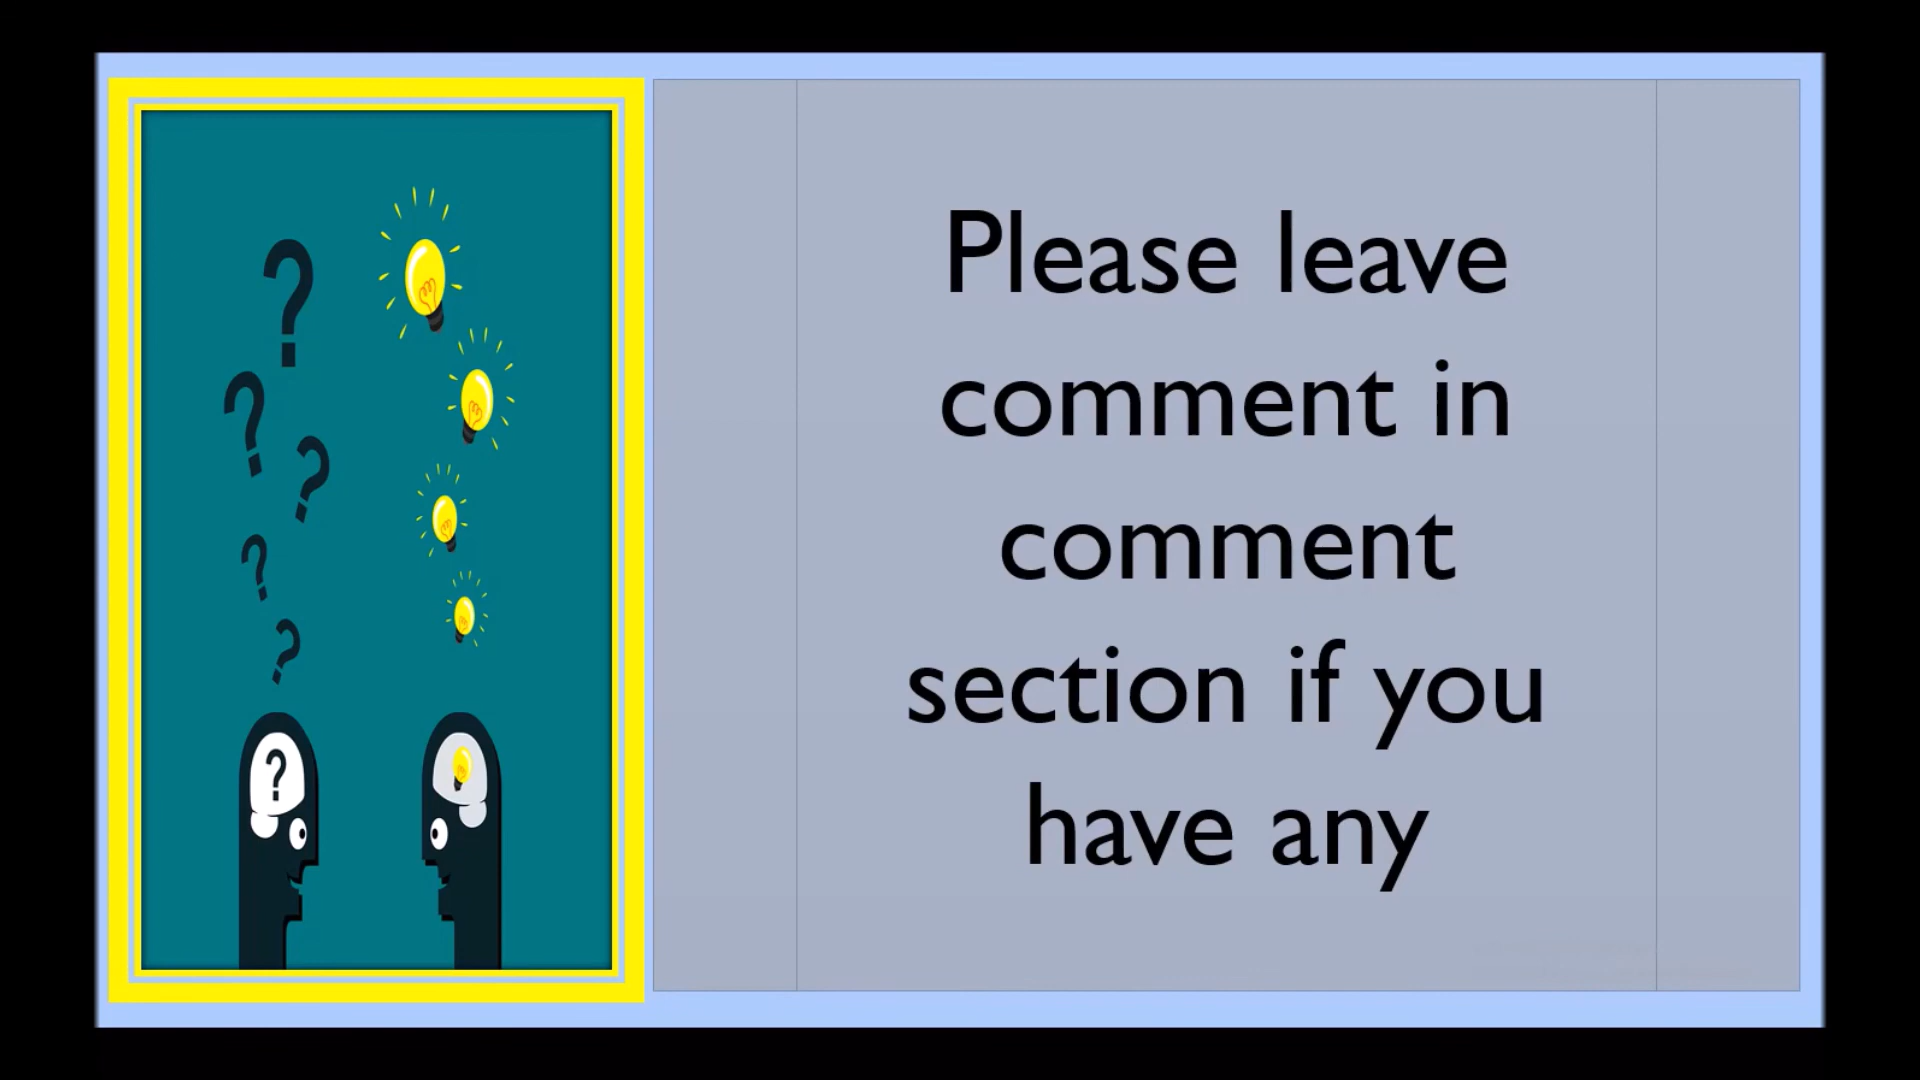 Please leave
comment in
comment
section if you
have any